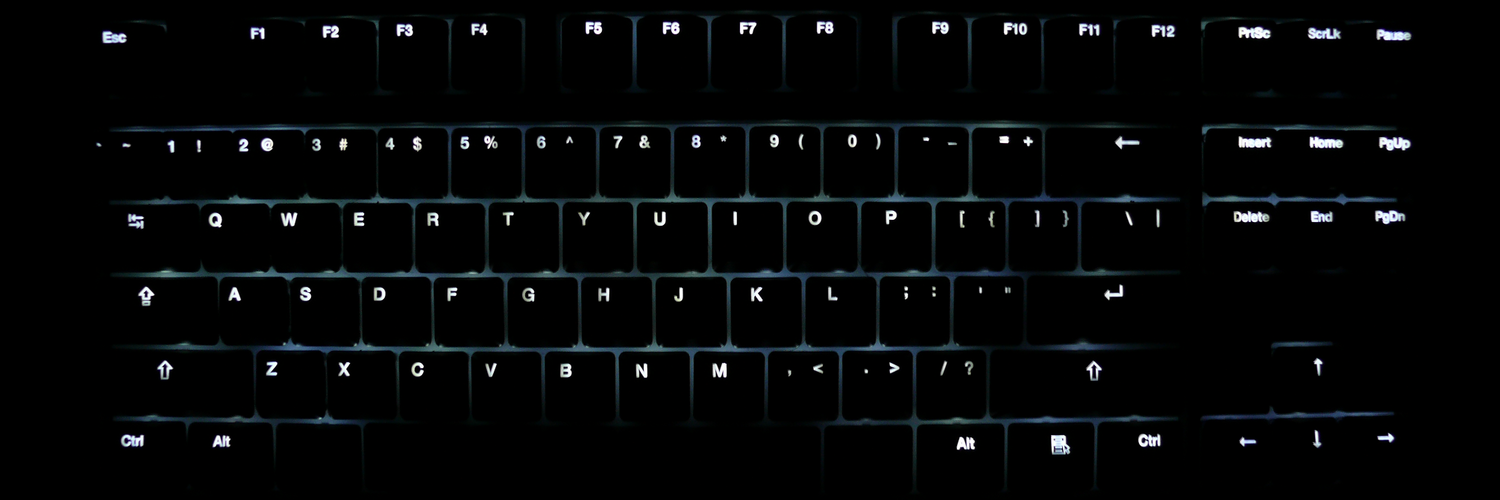 Esc F1 F2 F3 F4 F5 F6 F7 F8 F9 F10 F11 F12 PrtSc ScrLk Pause
` ~ 1 ! 2 @ 3 # 4 $ 5 % 6 ^ 7 & 8 * 9 ( 0 ) - _ = + ← Insert Home PgUp
Q W E R T Y U I O P [ { ] } \ | Delete End PgDn
A S D F G H J K L ; : ' " ↵
⇧ Z X C V B N M , < . > / ? ⇧ ↑
Ctrl Alt Alt Ctrl ← ↓ →